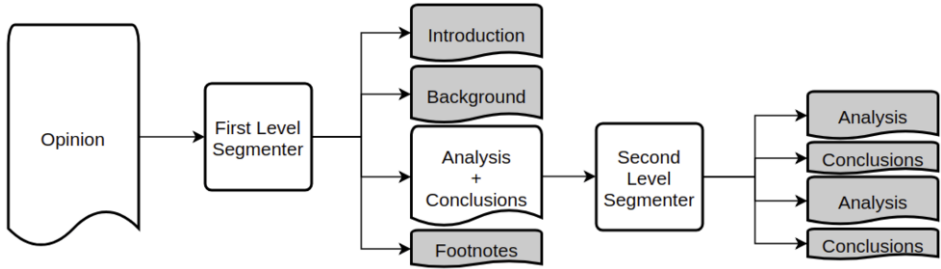 Opinion
First Level
Segmenter
Introduction
Background
Analysis
+
Conclusions
Footnotes
Second
Level
Segmenter
Analysis
Conclusions
Analysis
Conclusions